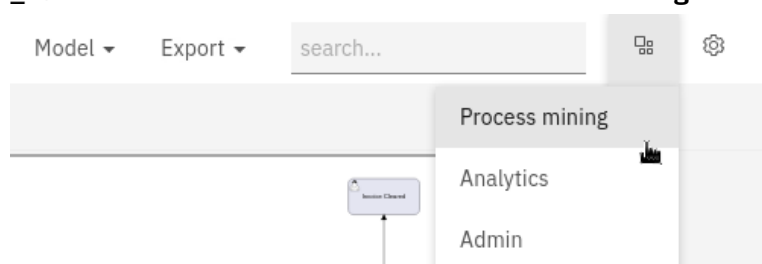 Model
Export
search...
Process mining
Analytics
Invoice Cleared
Admin